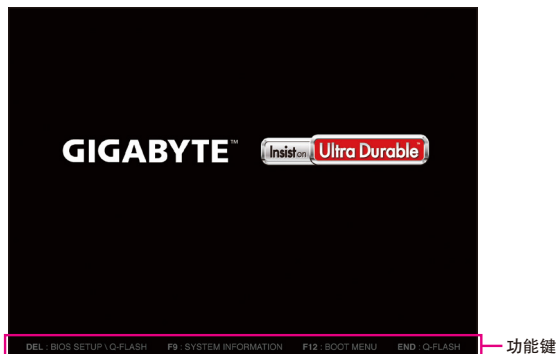 GIGABYTE™
Insist on Ultra Durable™
DEL : BIOS SETUP \ Q-FLASH F9 : SYSTEM INFORMATION F12 : BOOT MENU END : Q-FLASH
功能键